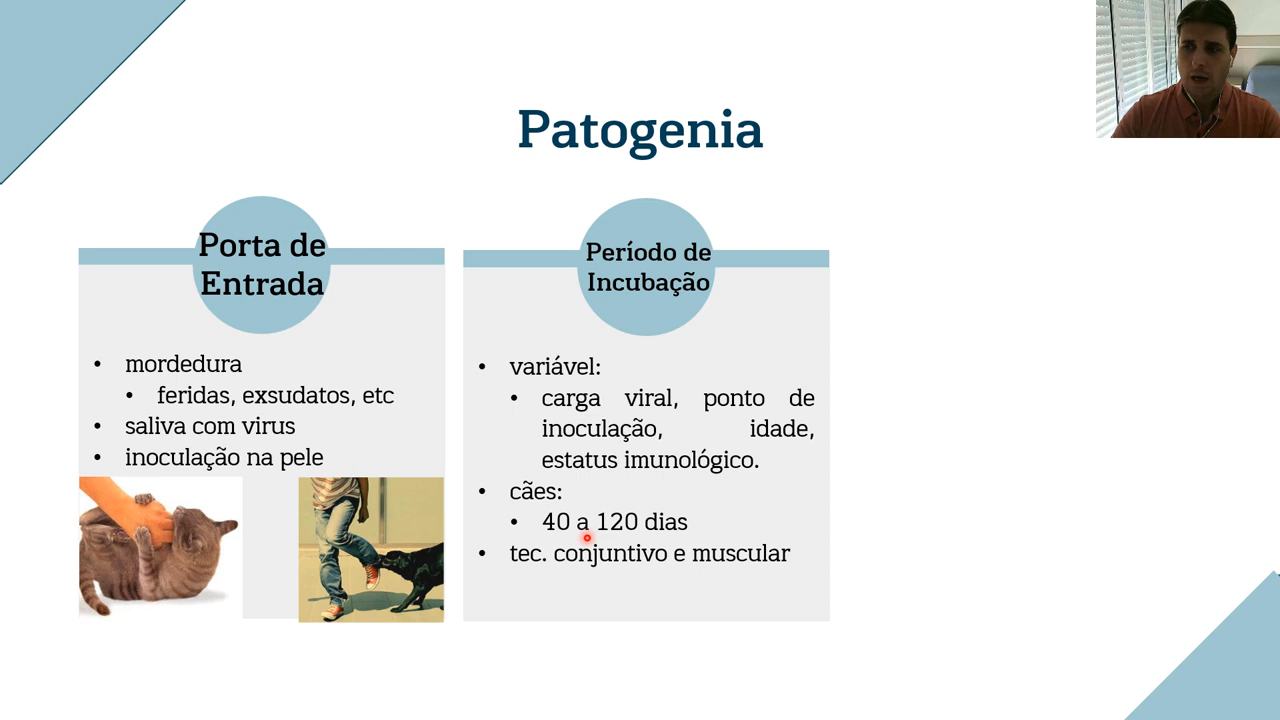 Patogenia
Porta de
Entrada
• mordedura
• feridas, exsudatos, etc
• saliva com virus
• inoculação na pele
Período de
Incubação
• variável:
• carga viral, ponto de
inoculação, idade,
estatus imunológico.
• cães:
• 40 a 120 dias
• tec. conjuntivo e muscular